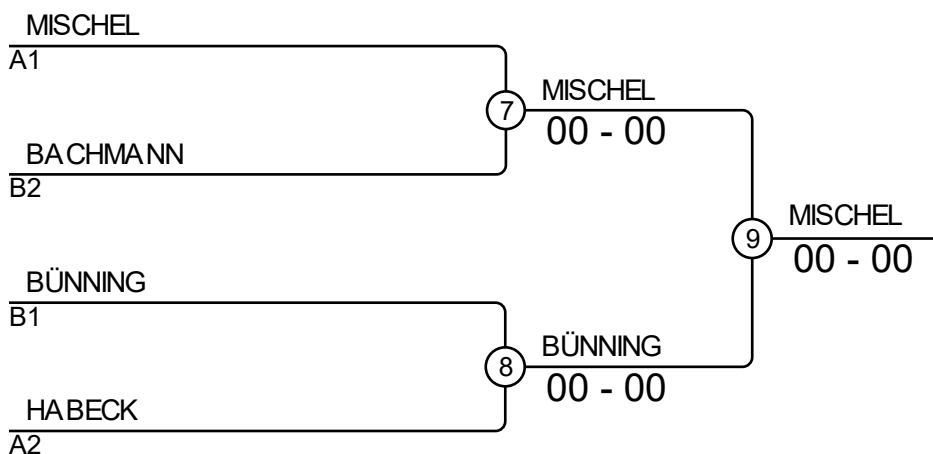 MISCHEL
A1
7
MISCHEL
00 - 00
BACHMANN
B2
9
MISCHEL
00 - 00
BÜNNING
B1
8
BÜNNING
00 - 00
HABECK
A2